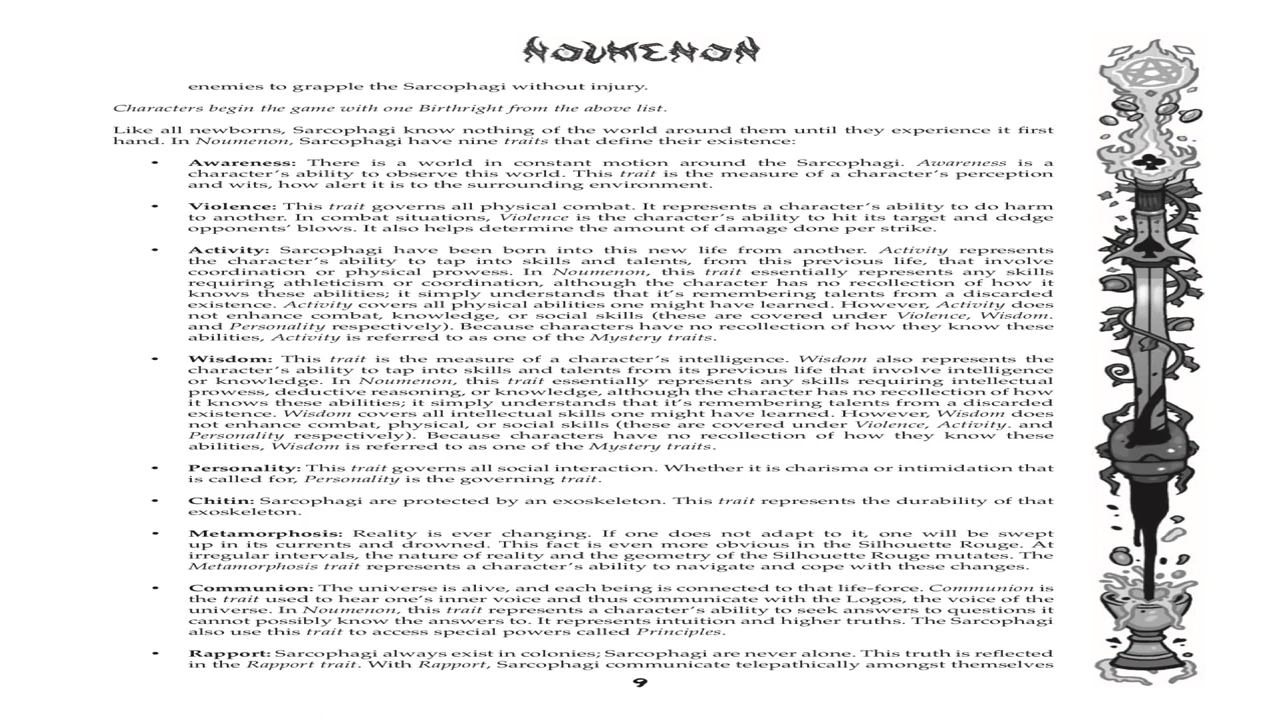 NOUMENON
enemies to grapple the Sarcophagi without injury.
Characters begin the game with one Birthright from the above list.
Like all newborns, Sarcophagi know nothing of the world around them until they experience it first
hand. In Noumenon, Sarcophagi have nine traits that define their existence:
• Awareness: There is a world in constant motion around the Sarcophagi. Awareness is a
character's ability to observe this world. This trait is the measure of a character's perception
and wits, how alert it is to the surrounding environment.
• Violence: This trait governs all physical combat. It represents a character's ability to do harm
to another. In combat situations, Violence is the character's ability to hit its target and dodge
opponents' blows. It also helps determine the amount of damage done per strike.
• Activity: Sarcophagi have been born into this new life from another. Activity represents
the character's ability to tap into skills and talents, from this previous life, that involve
coordination or physical prowess. In Noumenon, this trait essentially represents any skills
requiring athleticism or coordination, although the character has no recollection of how it
knows these abilities; it simply understands that it's remembering talents from a discarded
existence. Activity covers all physical abilities one might have learned. However, Activity does
not enhance combat, knowledge, or social skills (these are covered under Violence, Wisdom.
and Personality respectively). Because characters have no recollection of how they know these
abilities, Activity is referred to as one of the Mystery traits.
• Wisdom: This trait is the measure of a character's intelligence. Wisdom also represents the
character's ability to tap into skills and talents from its previous life that involve intelligence
or knowledge. In Noumenon, this trait essentially represents any skills requiring intellectual
prowess, deductive reasoning, or knowledge, although the character has no recollection of how
it knows these abilities; it simply understands that it's remembering talents from a discarded
existence. Wisdom covers all intellectual skills one might have learned. However, Wisdom does
not enhance combat, physical, or social skills (these are covered under Violence, Activity. and
Personality respectively). Because characters have no recollection of how they know these
abilities, Wisdom is referred to as one of the Mystery traits.
• Personality: This trait governs all social interaction. Whether it is charisma or intimidation that
is called for, Personality is the governing trait.
• Chitin: Sarcophagi are protected by an exoskeleton. This trait represents the durability of that
exoskeleton.
• Metamorphosis: Reality is ever changing. If one does not adapt to it, one will be swept
up in its currents and drowned. This fact is even more obvious in the Silhouette Rouge. At
irregular intervals, the nature of reality and the geometry of the Silhouette Rouge mutates. The
Metamorphosis trait represents a character's ability to navigate and cope with these changes.
• Communion: The universe is alive, and each being is connected to that life-force. Communion is
the trait used to hear one's inner voice and thus communicate with the Logos, the voice of the
universe. In Noumenon, this trait represents a character's ability to seek answers to questions it
cannot possibly know the answers to. It represents intuition and higher truths. The Sarcophagi
also use this trait to access special powers called Principles.
• Rapport: Sarcophagi always exist in colonies; Sarcophagi are never alone. This truth is reflected
in the Rapport trait. With Rapport, Sarcophagi communicate telepathically amongst themselves
9